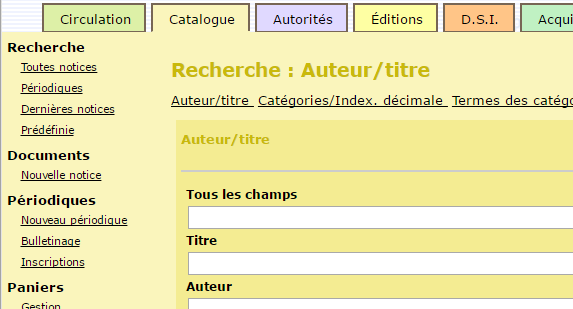 Circulation Catalogue Autorités Éditions D.S.I. Acqui
Recherche
Toutes notices
Périodiques
Dernières notices
Prédéfinie
Documents
Nouvelle notice
Périodiques
Nouveau périodique
Bulletinage
Inscriptions
Paniers
Gestion
Recherche : Auteur/titre
Auteur/titre Catégories/Index. décimale Termes des catég
Auteur/titre
Tous les champs
Titre
Auteur